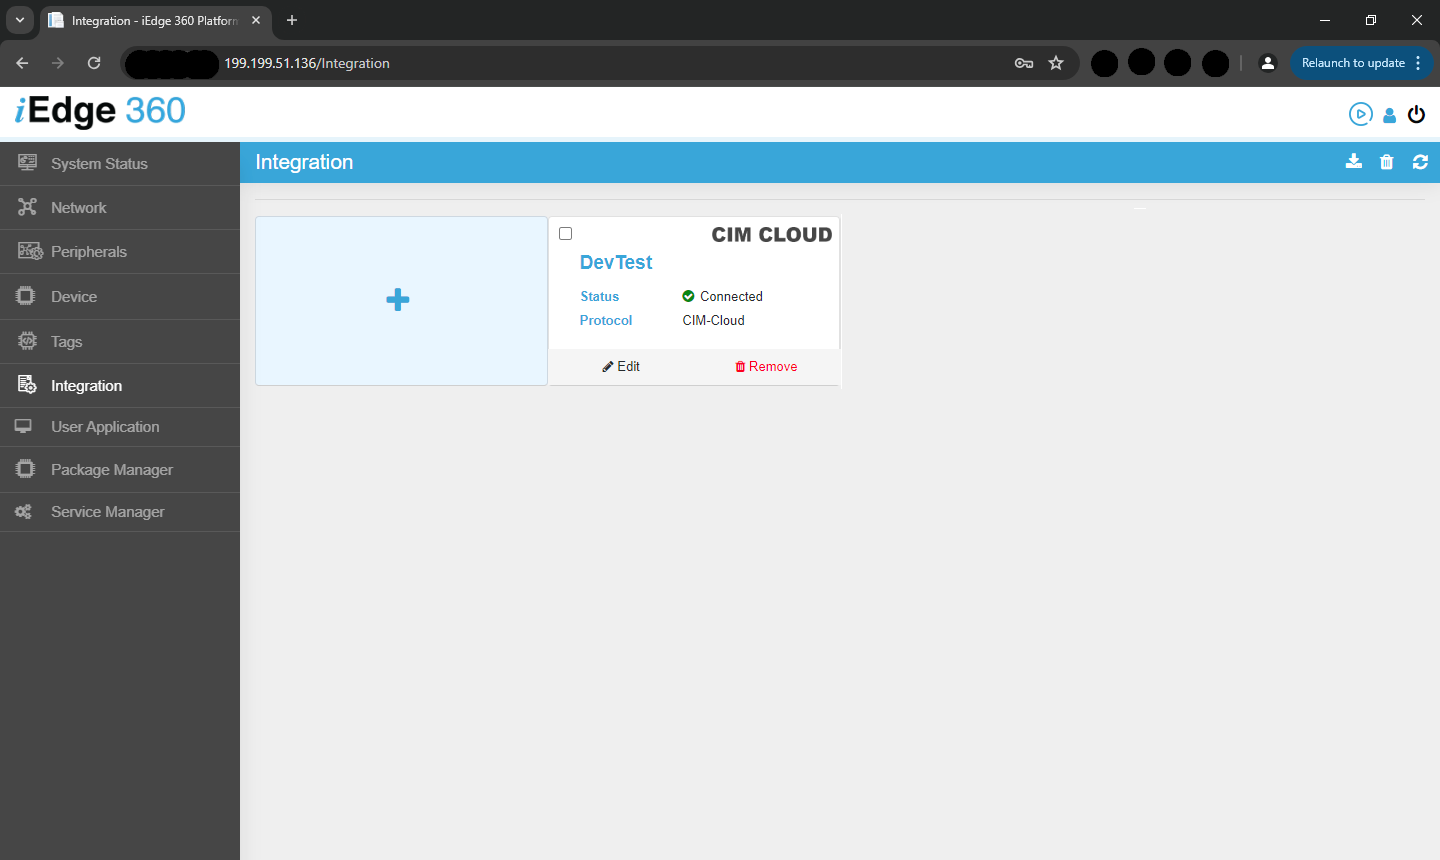 Integration - iEdge 360 Platform
199.199.51.136/Integration
Relaunch to update
iEdge 360
System Status
Network
Peripherals
Device
Tags
Integration
User Application
Package Manager
Service Manager
Integration
CIM CLOUD
DevTest
Status Connected
Protocol CIM-Cloud
Edit Remove